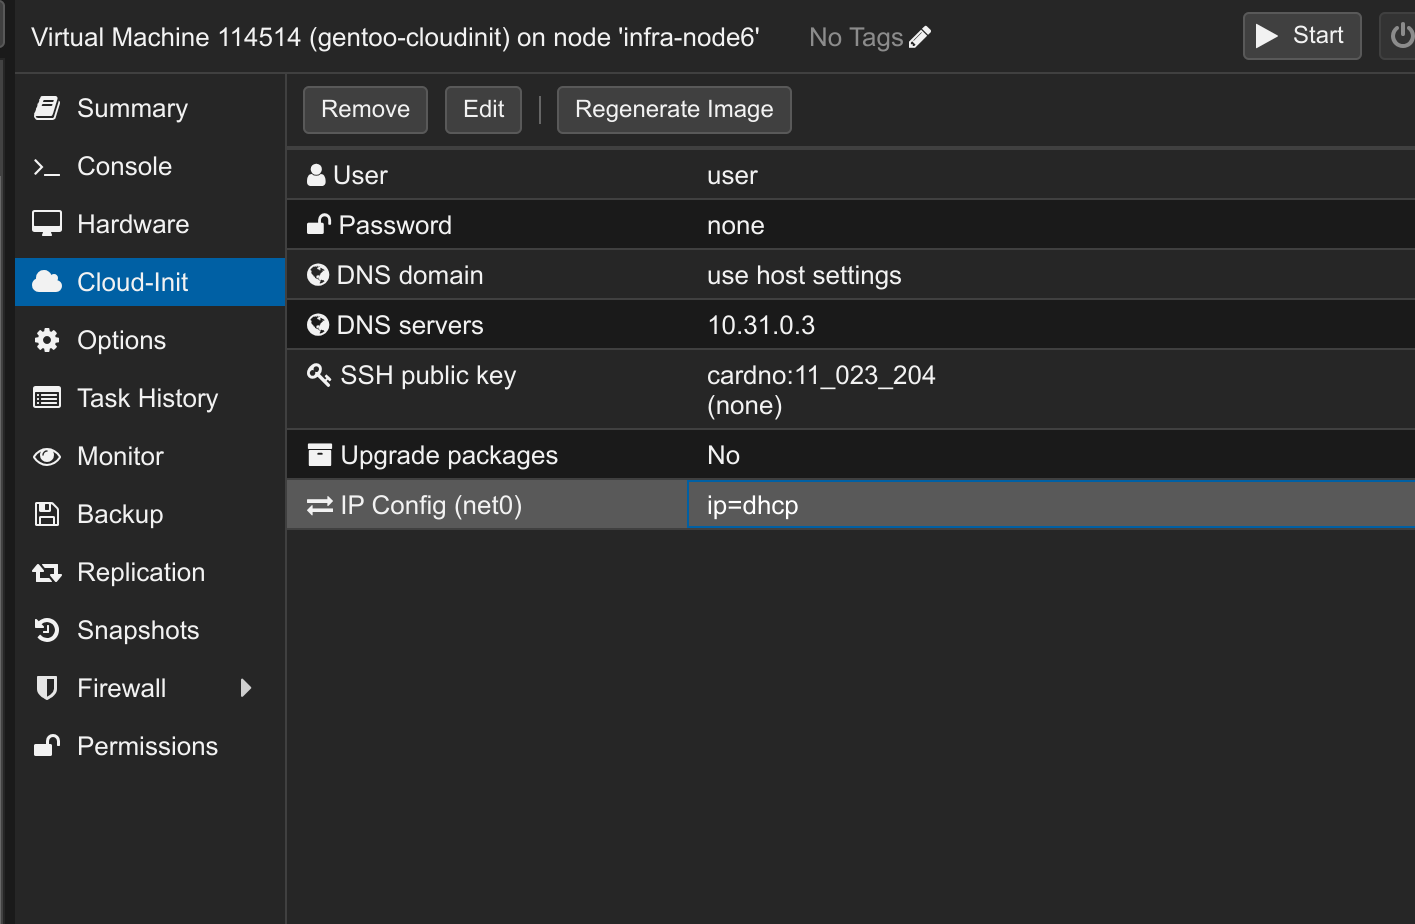 Virtual Machine 114514 (gentoo-cloudinit) on node 'infra-node6' No Tags Start
Summary
Console
Hardware
Cloud-Init
Options
Task History
Monitor
Backup
Replication
Snapshots
Firewall
Permissions
Remove Edit Regenerate Image
User user
Password none
DNS domain use host settings
DNS servers 10.31.0.3
SSH public key cardno:11_023_204
(none)
Upgrade packages No
IP Config (net0) ip=dhcp